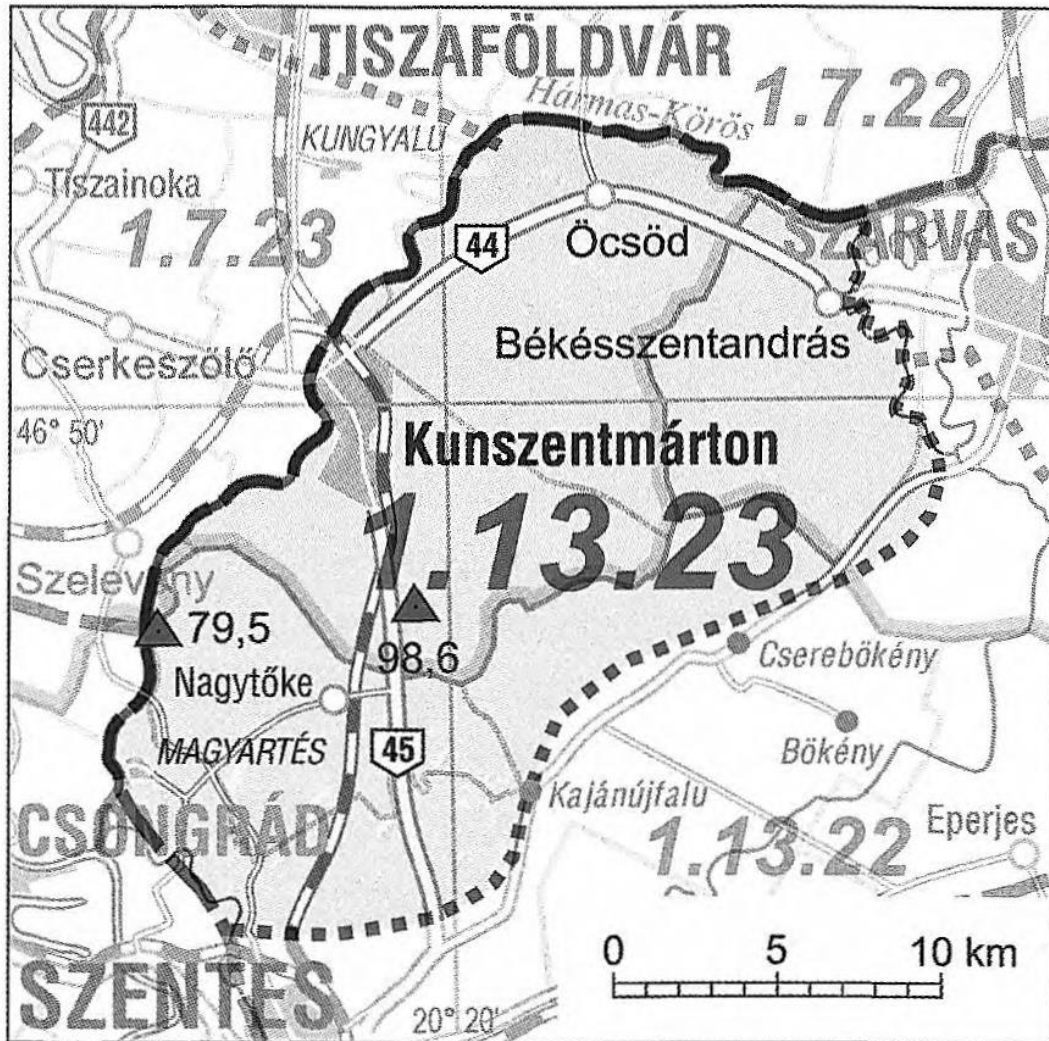 TISZAFÖLDVÁR
1.7.22
Hármas-Körös
442
KUNGYALU
Tiszainoka
1.7.23
44
Öcsöd
SZARVAS
Cserkeszőlő
Békésszentandrás
46° 50'
Kunszentmárton
1.13.23
Szelevény
79,5
98,6
Nagytőke
Cserebökény
MAGYARTÉS
45
Bökény
Kajánújfalu
CSONGRÁD
1.13.22
Eperjes
0 5 10 km
SZENTES
20° 20'